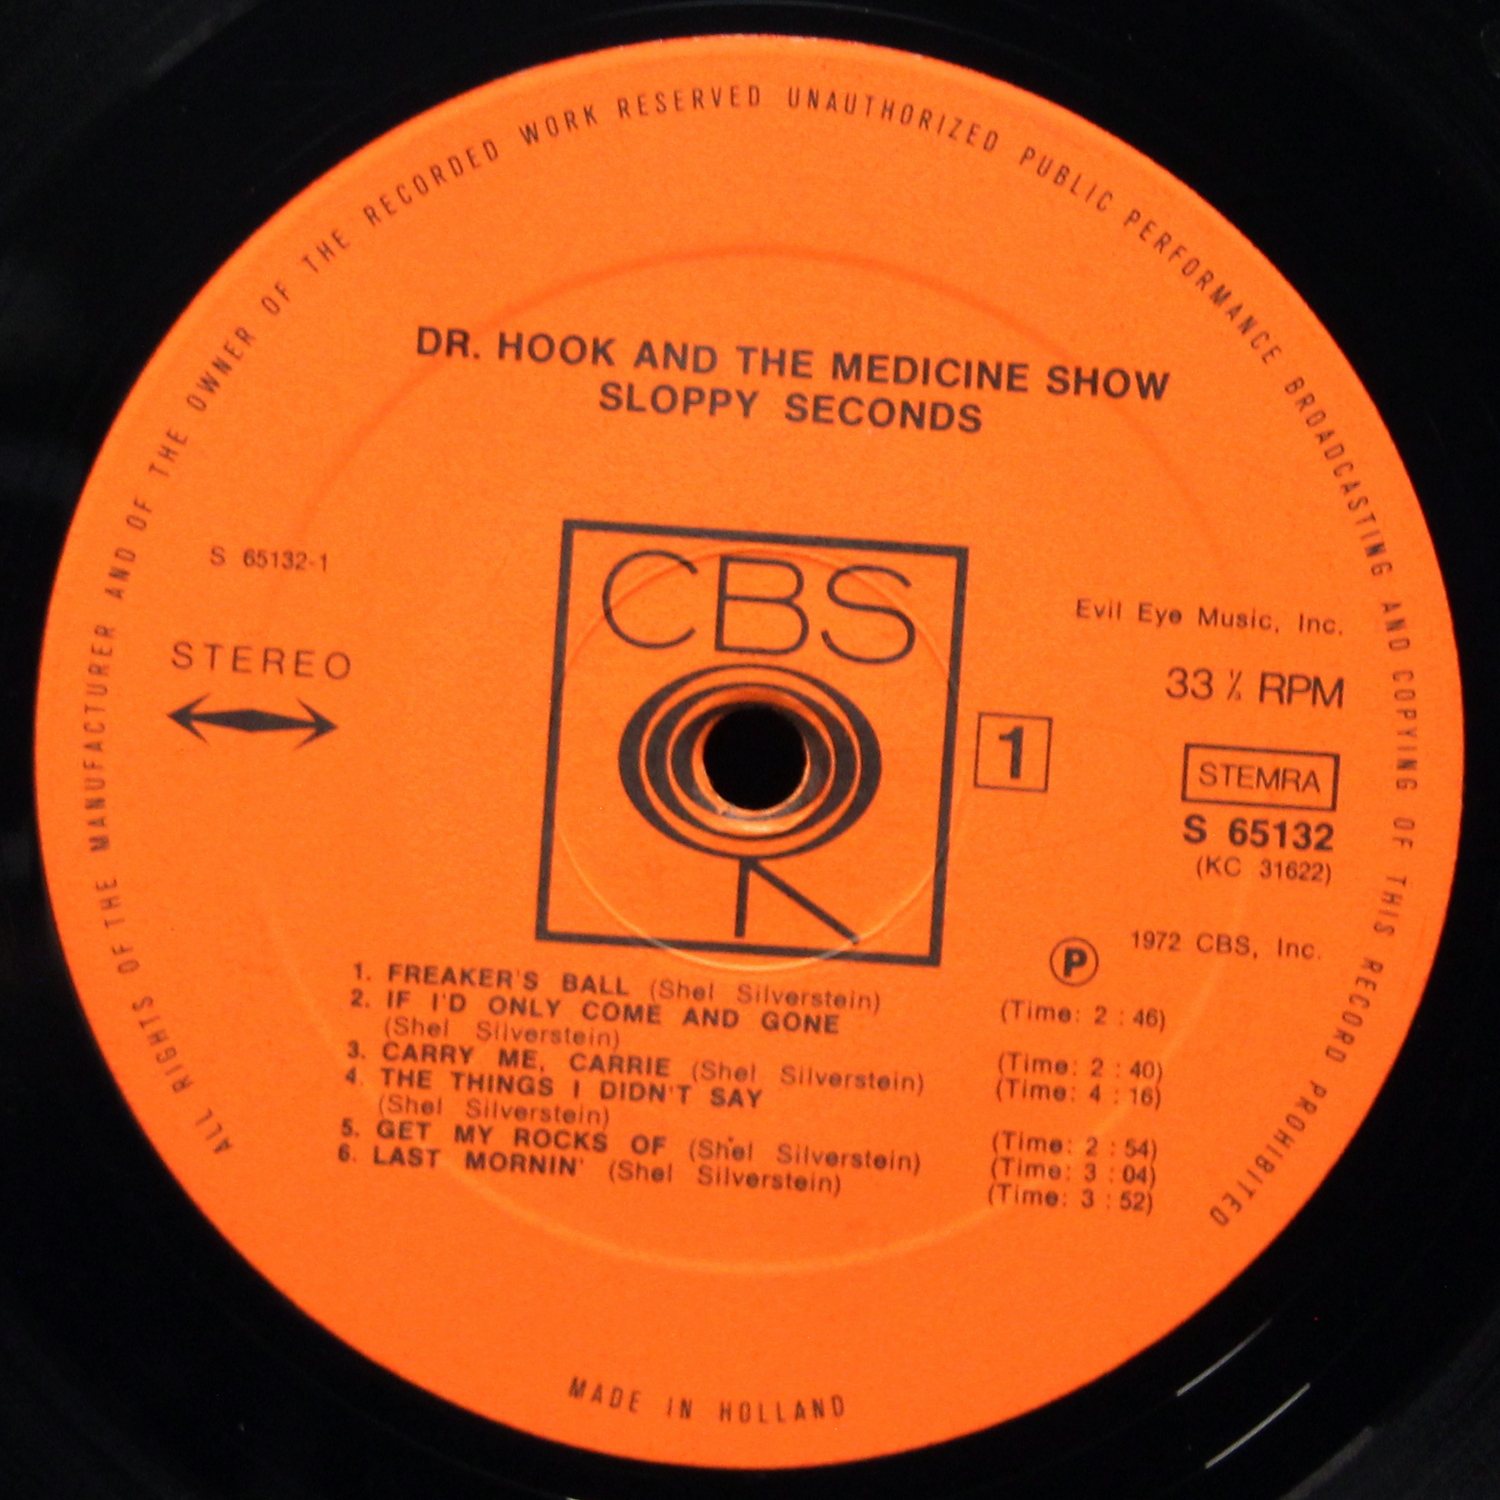 ALL RIGHTS OF THE MANUFACTURER AND OF THE OWNER OF THE RECORDED WORK RESERVED UNAUTHORIZED PUBLIC PERFORMANCE BROADCASTING AND COPYING OF THIS RECORD PROHIBITED
DR. HOOK AND THE MEDICINE SHOW
SLOPPY SECONDS
S 65132-1
STEREO
CBS
Evil Eye Music, Inc.
33 ⅓ RPM
1
STEMRA
S 65132
(KC 31622)
P 1972 CBS, Inc.
1. FREAKER'S BALL (Shel Silverstein) (Time: 2 : 46)
2. IF I'D ONLY COME AND GONE
(Shel Silverstein) (Time: 2 : 40)
3. CARRY ME, CARRIE (Shel Silverstein) (Time: 4 : 16)
4. THE THINGS I DIDN'T SAY
(Shel Silverstein) (Time: 2 : 54)
5. GET MY ROCKS OF (Shel Silverstein) (Time: 3 : 04)
6. LAST MORNIN' (Shel Silverstein) (Time: 3 : 52)
MADE IN HOLLAND